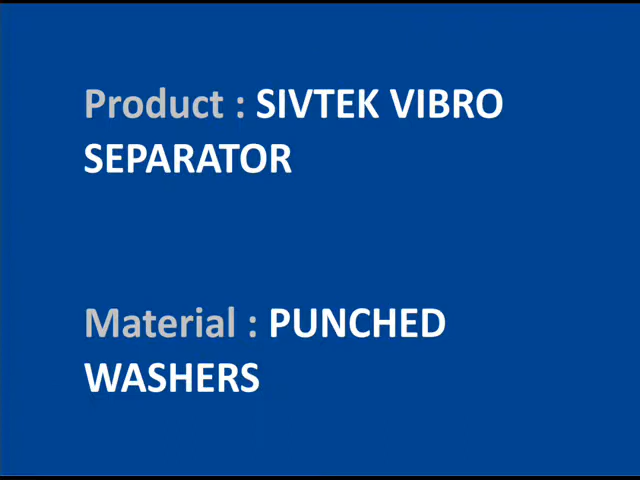 Product : SIVTEK VIBRO
SEPARATOR
Material : PUNCHED
WASHERS